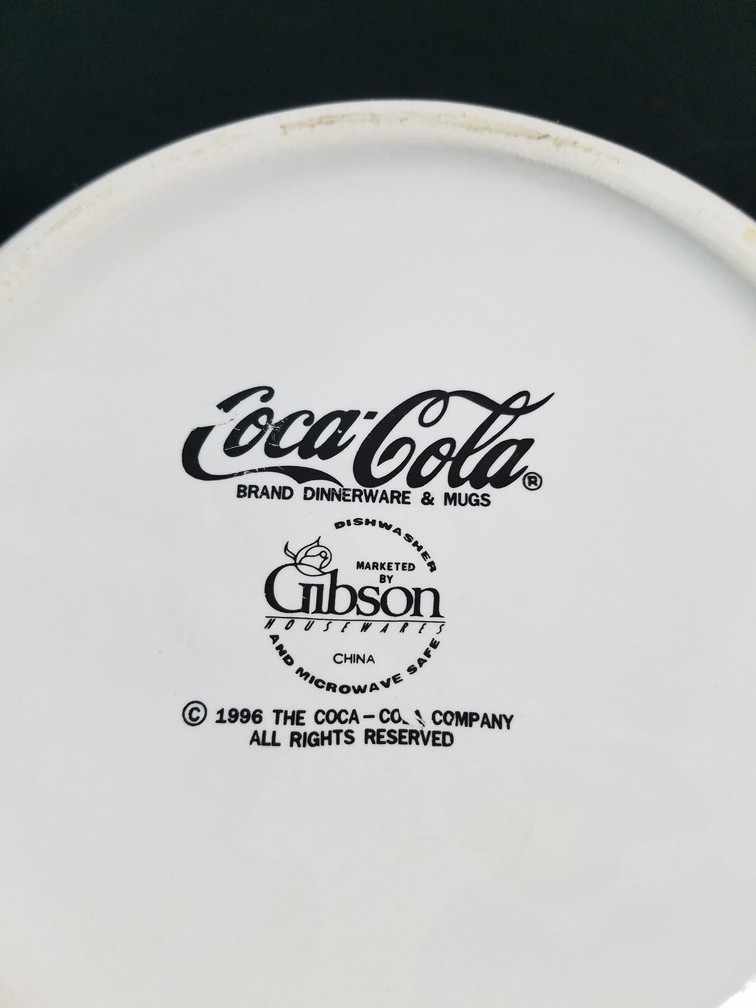 Coca-Cola®
BRAND DINNERWARE & MUGS
DISHWASHER
MARKETED
BY
Gibson
HOUSEWARES
CHINA
AND MICROWAVE SAFE
© 1996 THE COCA-CO COMPANY
ALL RIGHTS RESERVED